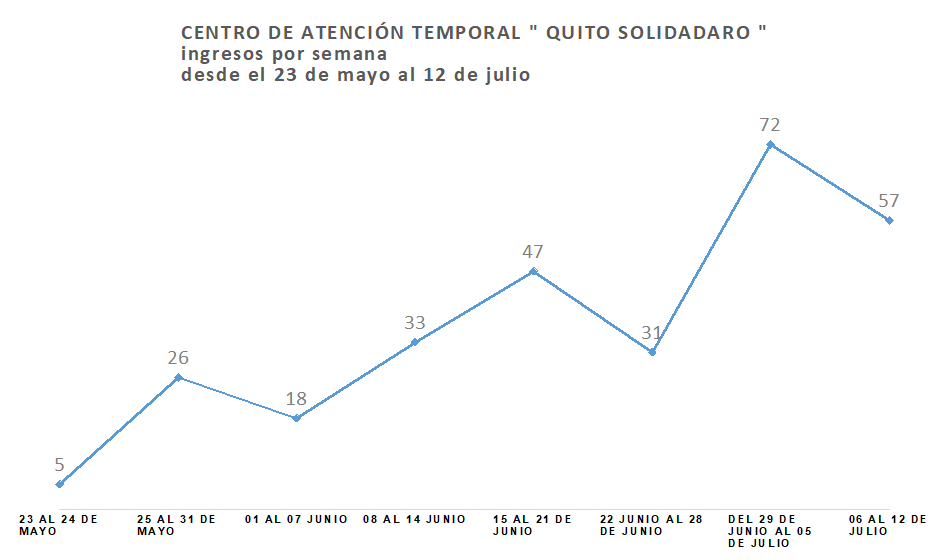 CENTRO DE ATENCIÓN TEMPORAL " QUITO SOLIDADARO "
ingresos por semana
desde el 23 de mayo al 12 de julio
72
57
47
31
33
26
18
5
23 AL 24 DE
MAYO
25 AL 31 DE
MAYO
01 AL 07 JUNIO
08 AL 14 JUNIO
15 AL 21 DE
JUNIO
22 JUNIO AL 28
DE JUNIO
DEL 29 DE
JUNIO AL 05
DE JULIO
06 AL 12 DE
JULIO